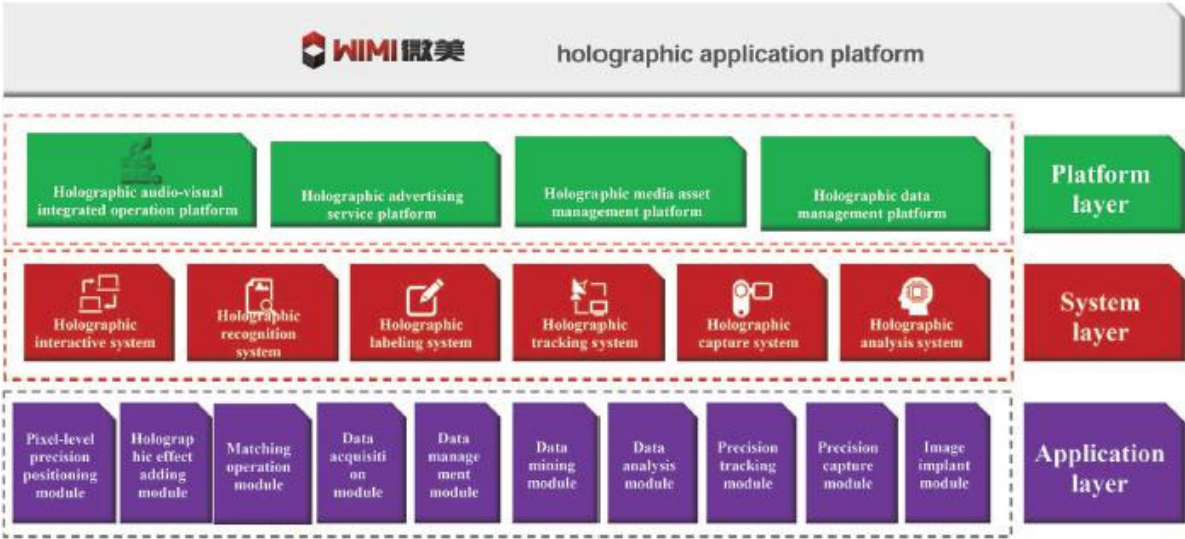 WIMI微美 holographic application platform
Holographic audio-visual
integrated operation platform
Holographic advertising
service platform
Holographic media asset
management platform
Holographic data
management platform
Platform
layer
Holographic
interactive system
Holographic
recognition
system
Holographic
labeling system
Holographic
tracking system
Holographic
capture system
Holographic
analysis system
System
layer
Pixel-level
precision
positioning
module
Holograp
hic effect
adding
module
Matching
operation
module
Data
acquisiti
on
module
Data
manage
ment
module
Data
mining
module
Data
analysis
module
Precision
tracking
module
Precision
capture
module
Image
implant
module
Application
layer